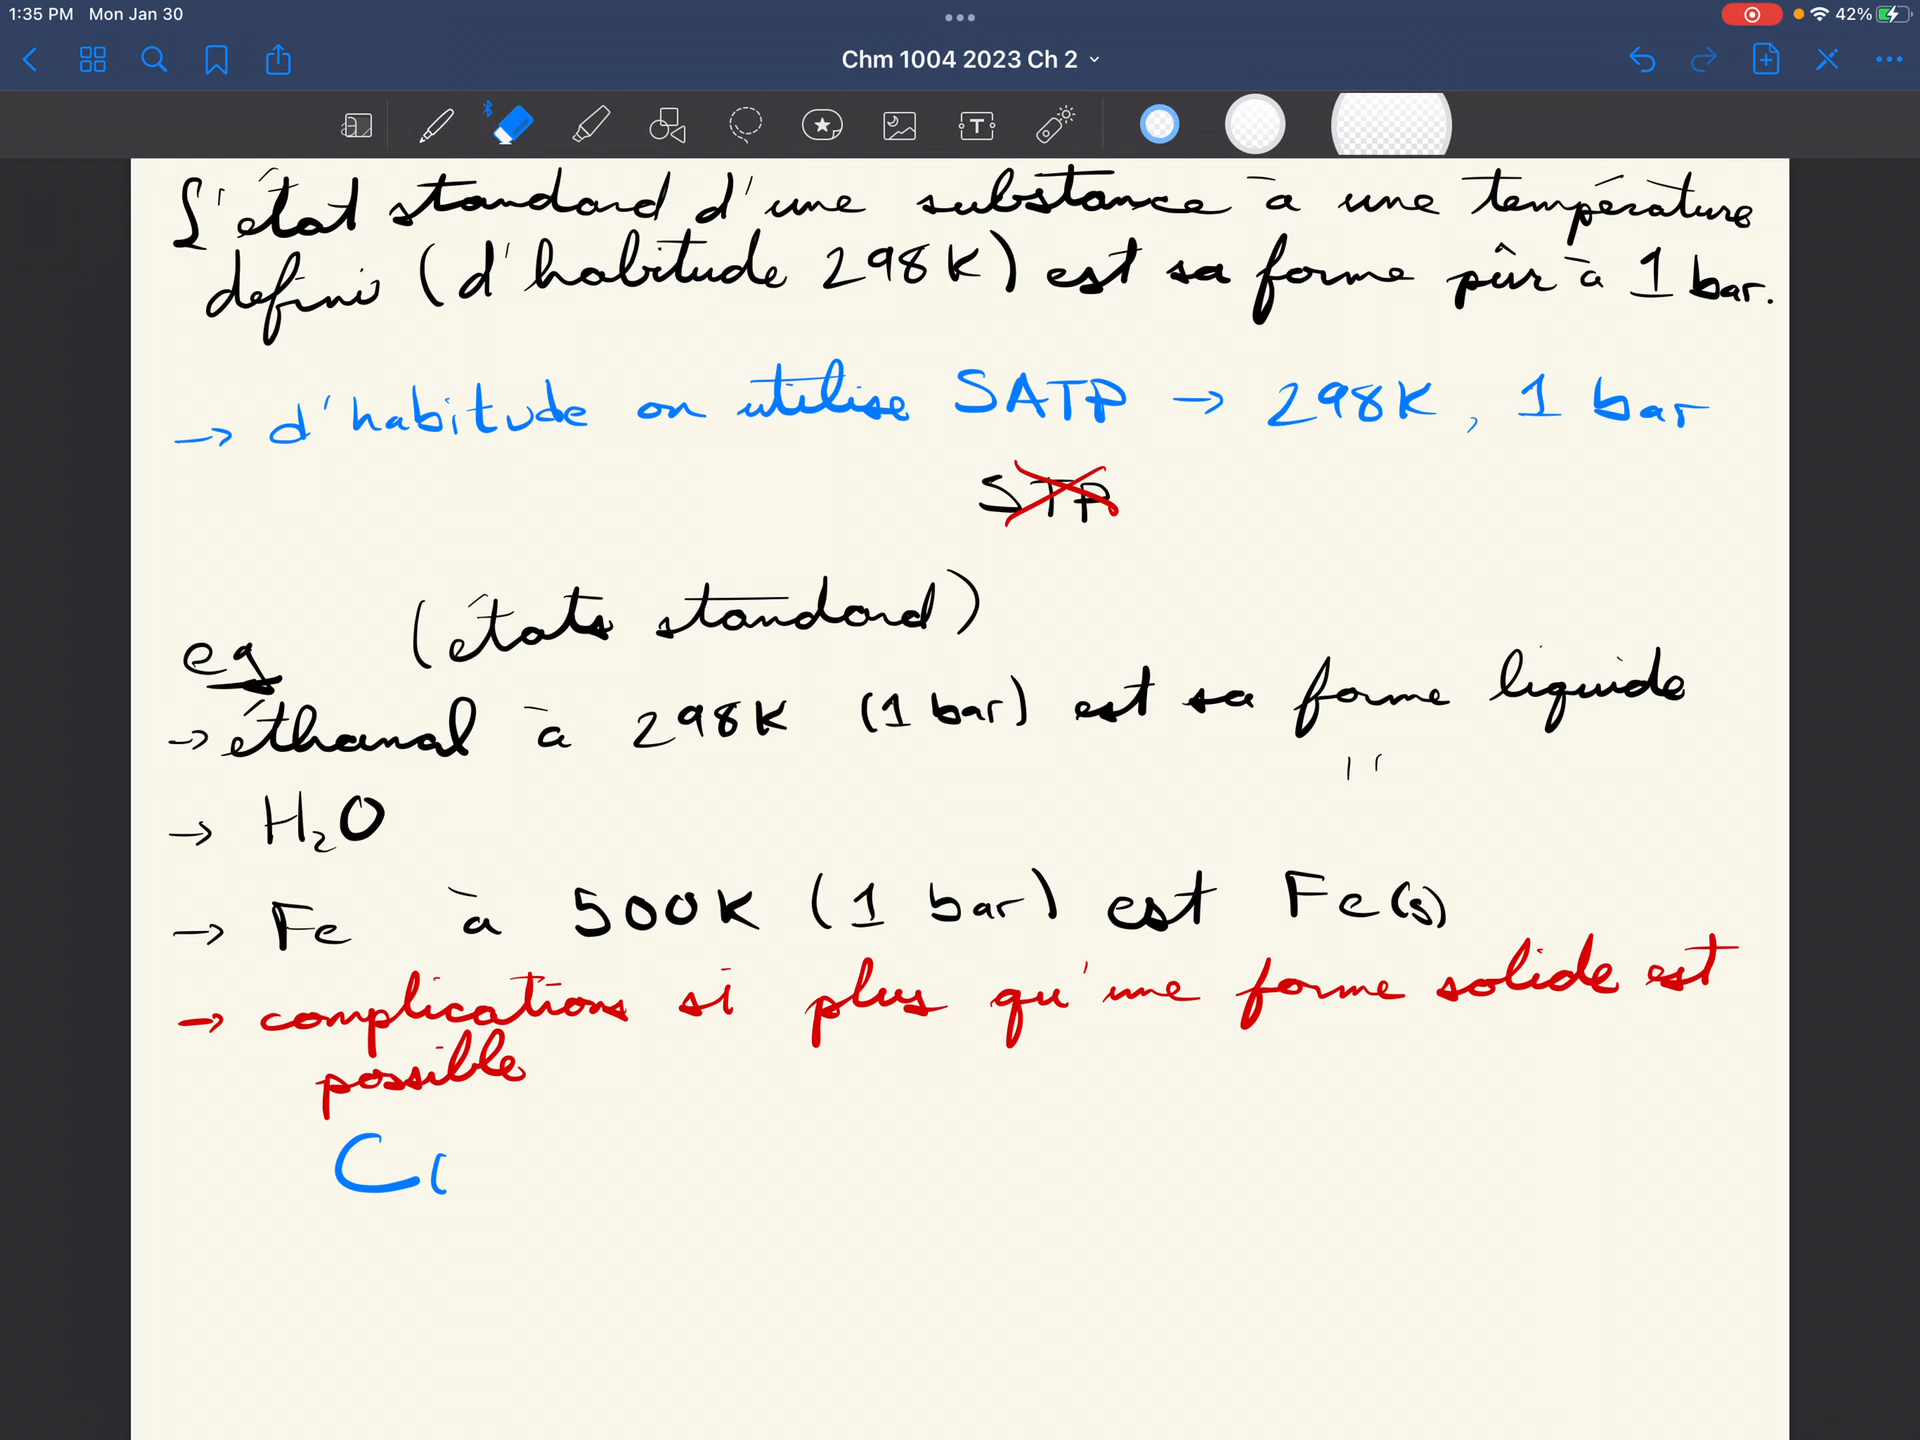 1:35 PM Mon Jan 30
42%
Chm 1004 2023 Ch 2
L'état standard d'une substance à une température
défini (d'habitude 298K) est sa forme pûr à 1 bar.
→ d'habitude on utilise SATP → 298K, 1 bar
STP
(états standard)
eg
→ éthanal à 298K (1 bar) est sa forme liquide
→ H₂O " 
→ Fe à 500K (1 bar) est Fe(s)
→ complications si plus qu'une forme solide est
possible
C(